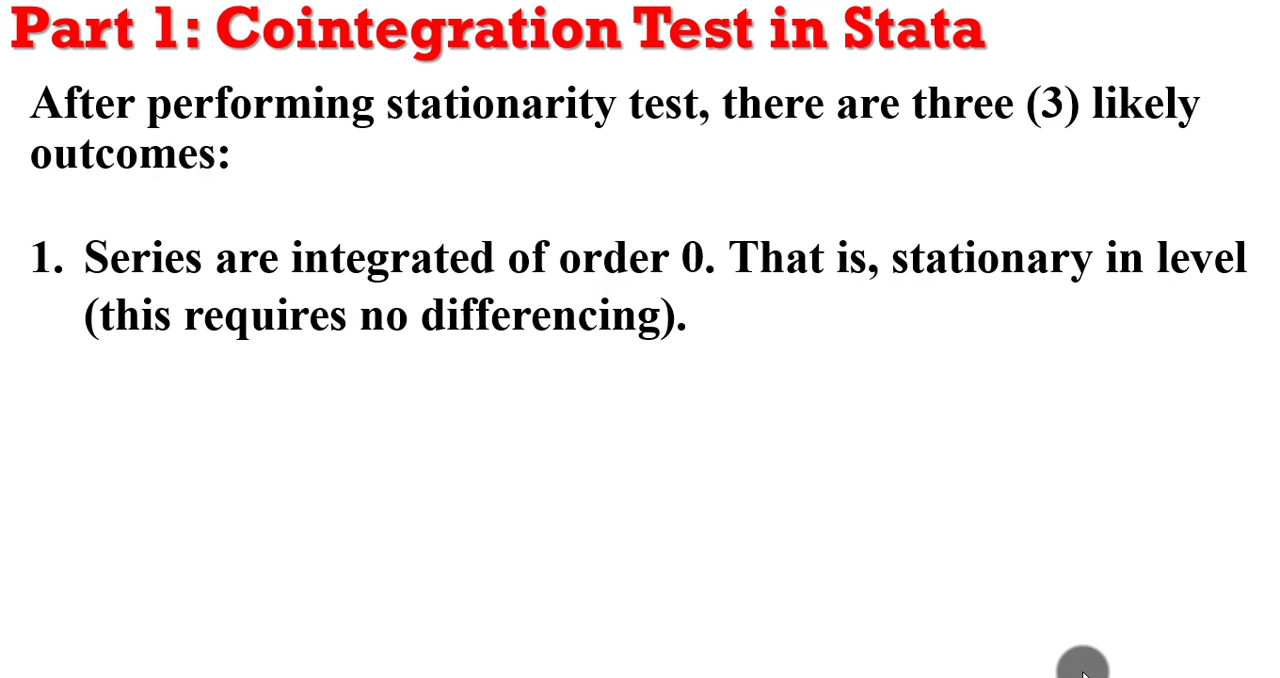 Part 1: Cointegration Test in Stata
After performing stationarity test, there are three (3) likely
outcomes:
1. Series are integrated of order 0. That is, stationary in level
(this requires no differencing).